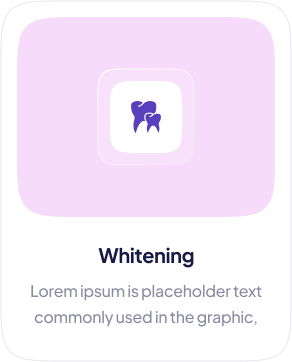 Whitening
Lorem ipsum is placeholder text
commonly used in the graphic,